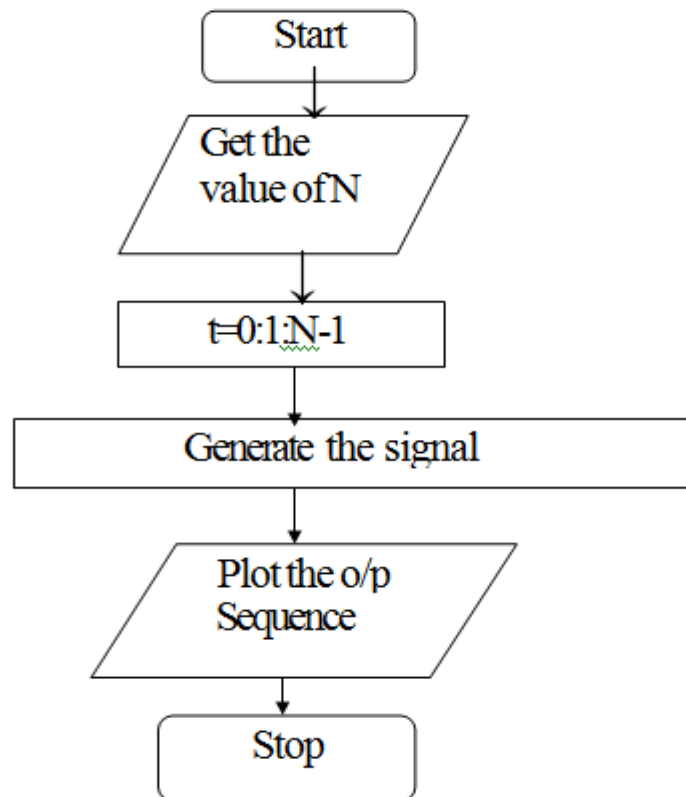 Start
Get the
value of N
t=0:1:N-1
Generate the signal
Plot the o/p
Sequence
Stop